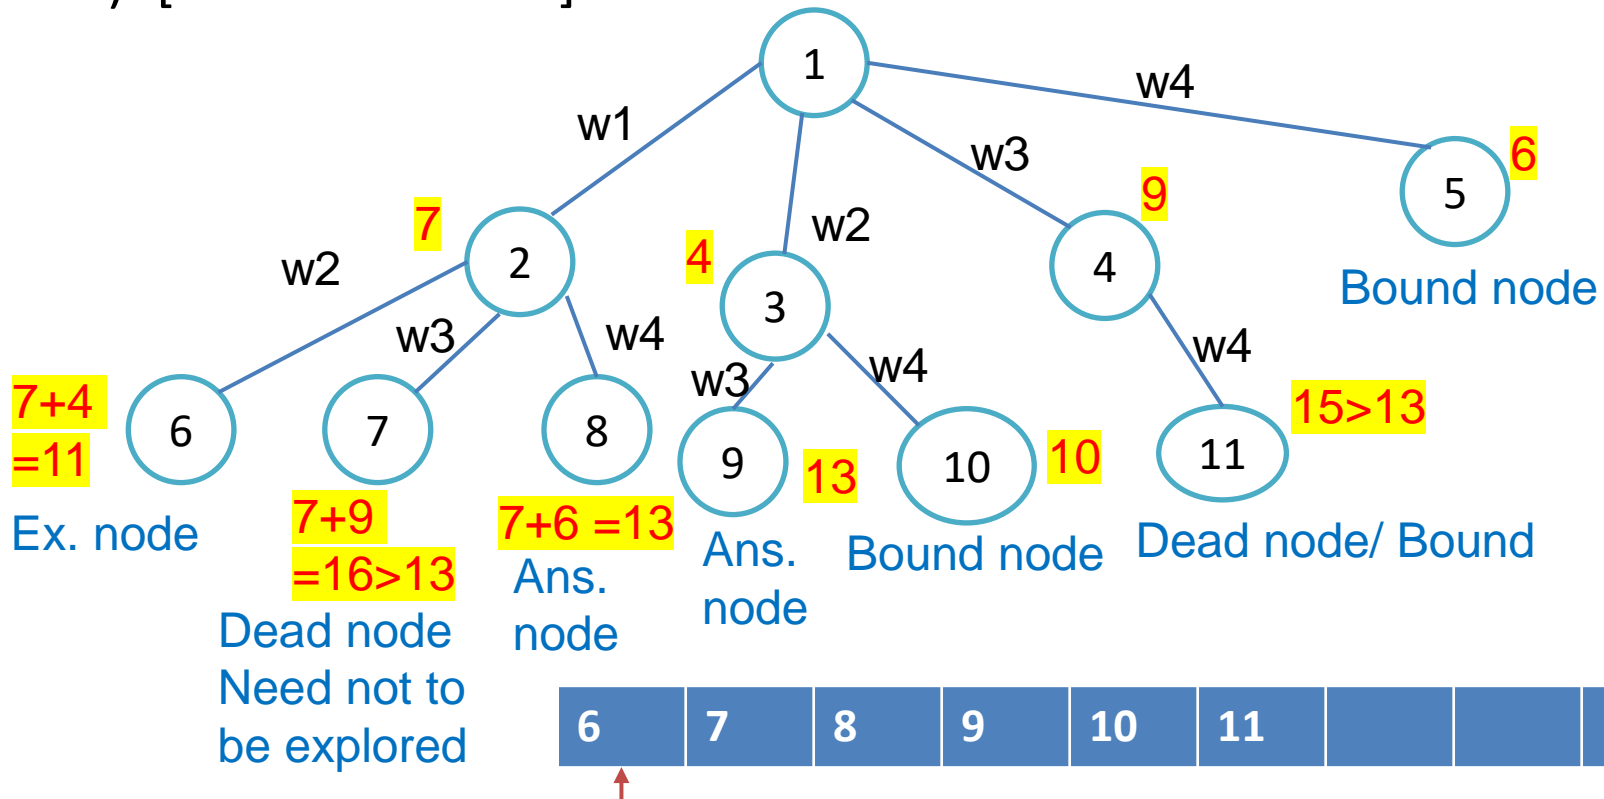 1
w4
w1
w3
6
5
9
7
w2
2
4
3
4
Bound node
w2
w3
w4
w4
w3
w4
7+4
=11
6
7
8
9
13
10
10
11
15>13
Ex. node
7+9
=16>13
7+6 =13
Ans.
node
Ans.
node
Bound node
Dead node/ Bound
Dead node
Need not to
be explored
6 7 8 9 10 11